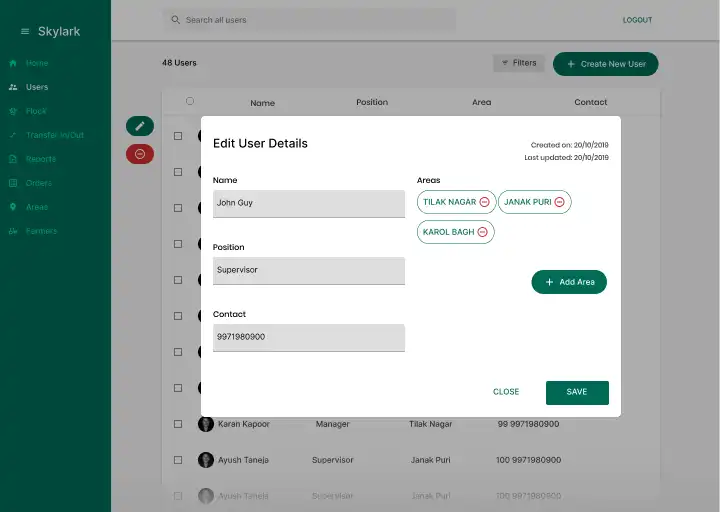 Skylark
Search all users
LOGOUT
Home
Users
Flock
Transfer In/Out
Reports
Orders
Areas
Farmers
48 Users
Filters
Create New User
Name Position Area Contact
Edit User Details
Created on: 20/10/2019
Last updated: 20/10/2019
Name
John Guy
Position
Supervisor
Contact
9971980900
Areas
TILAK NAGAR
JANAK PURI
KAROL BAGH
Add Area
CLOSE
SAVE
Karan Kapoor Manager Tilak Nagar 99 9971980900
Ayush Taneja Supervisor Janak Puri 100 9971980900
Ayush Taneja Supervisor Janak Puri 100 9971980900